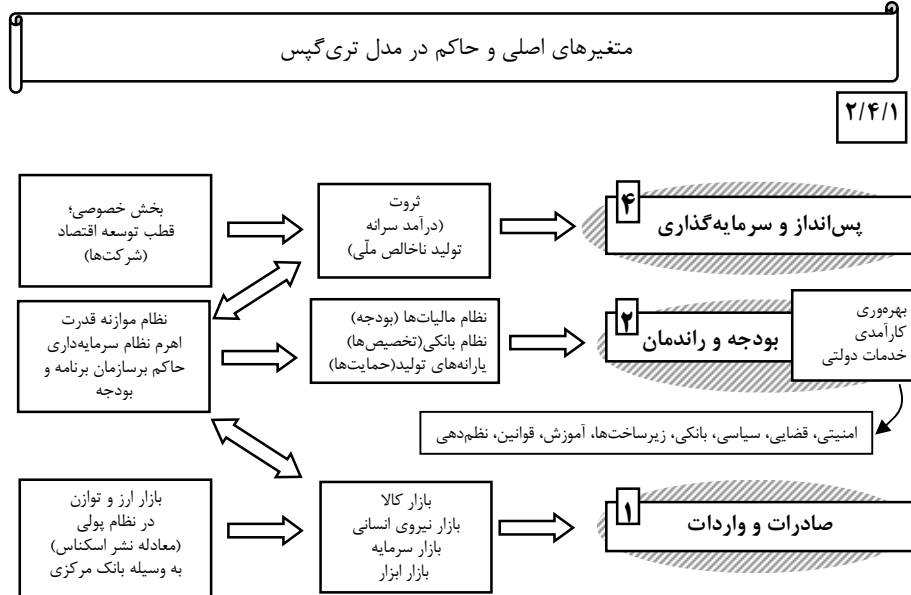 متغیرهای اصلی و حاکم در مدل تری‌گپس
۲/۴/۱
۴
پس‌انداز و سرمایه‌گذاری
ثروت
(درآمد سرانه
تولید ناخالص ملّی)
بخش خصوصی؛
قطب توسعه اقتصاد
(شرکت‌ها)
بهره‌وری
کارآمدی
خدمات دولتی
۲
بودجه و راندمان
نظام مالیات‌ها (بودجه)
نظام بانکی(تخصیص‌ها)
یارانه‌های تولید(حمایت‌ها)
نظام موازنه قدرت
اهرم نظام سرمایه‌داری
حاکم برسازمان برنامه و
بودجه
امنیتی، قضایی، سیاسی، بانکی، زیرساخت‌ها، آموزش، قوانین، نظم‌دهی
۱
صادرات و واردات
بازار کالا
بازار نیروی انسانی
بازار سرمایه
بازار ابزار
بازار ارز و توازن
در نظام پولی
(معادله نشر اسکناس)
به وسیله بانک مرکزی